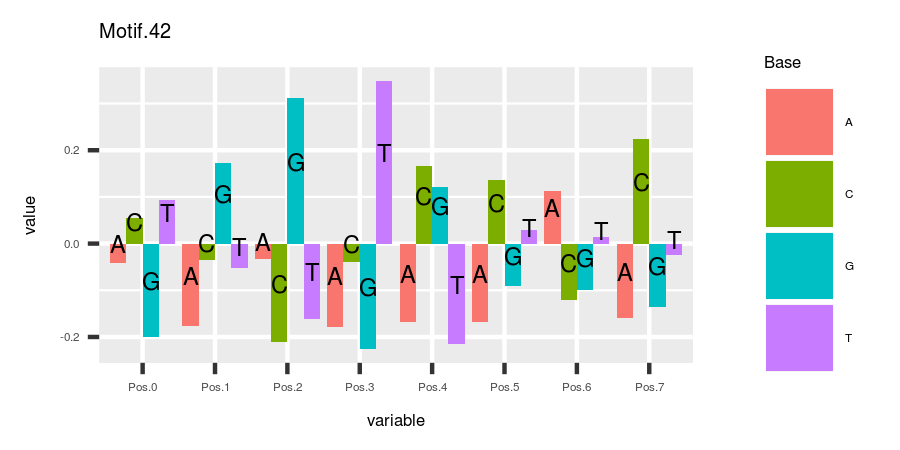 Motif.42
value
0.2
0.0
-0.2
A C G T A C G T A C G T A C G T A C G T A C G T A C G T A C G T
Pos.0 Pos.1 Pos.2 Pos.3 Pos.4 Pos.5 Pos.6 Pos.7
variable
Base
A
C
G
T